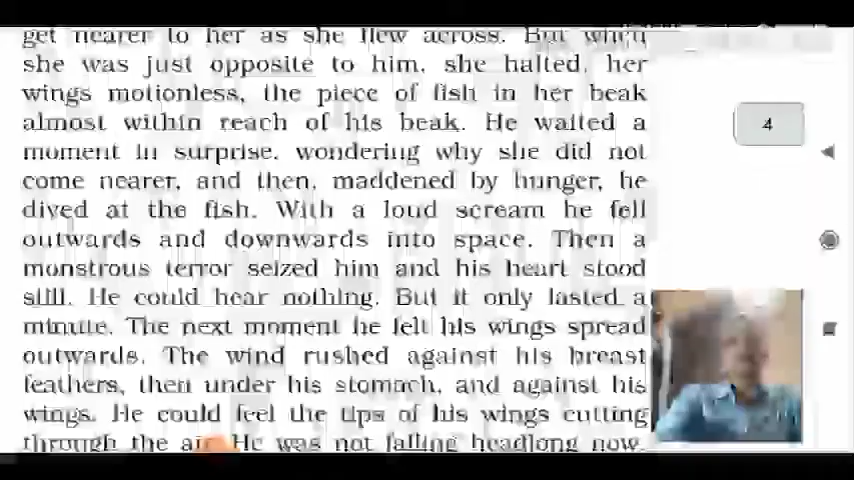 get nearer to her as she flew across. But when
she was just opposite to him, she halted, her
wings motionless, the piece of fish in her beak
almost within reach of his beak. He waited a
moment in surprise, wondering why she did not
come nearer, and then, maddened by hunger, he
dived at the fish. With a loud scream he fell
outwards and downwards into space. Then a
monstrous terror seized him and his heart stood
still. He could hear nothing. But it only lasted a
minute. The next moment he felt his wings spread
outwards. The wind rushed against his breast
feathers, then under his stomach, and against his
wings. He could feel the tips of his wings cutting
through the air. He was not falling headlong now.
4